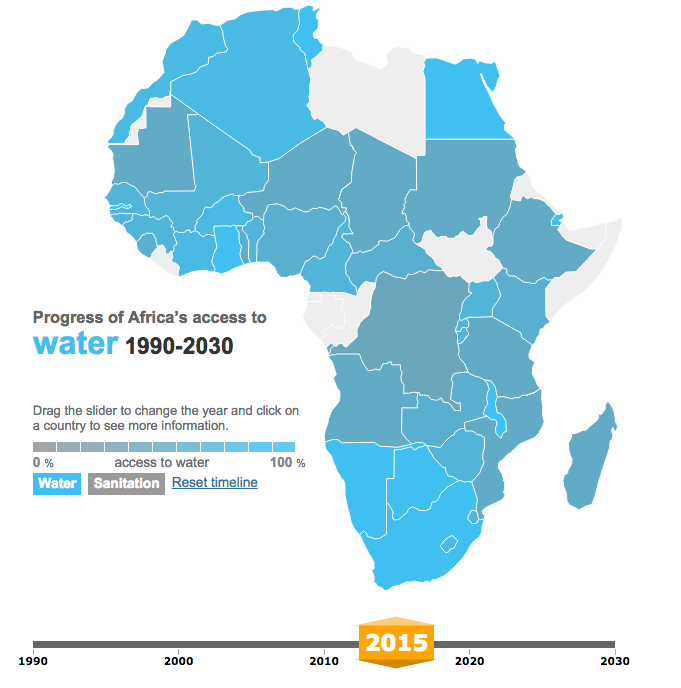 Progress of Africa's access to
water 1990-2030
Drag the slider to change the year and click on
a country to see more information.
0 % access to water 100 %
Water Sanitation Reset timeline
2015
1990 2000 2010 2020 2030